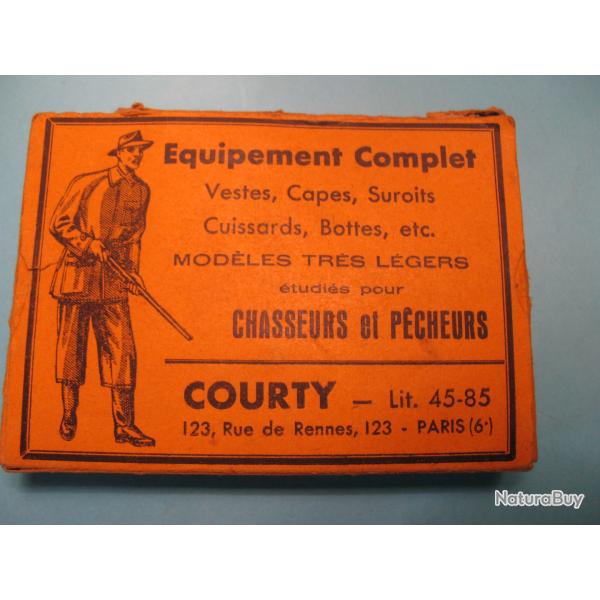 Equipement Complet
Vestes, Capes, Suroits
Cuissards, Bottes, etc.
MODÈLES TRÈS LÉGERS
étudiés pour
CHASSEURS et PÊCHEURS
COURTY - Lit. 45-85
123, Rue de Rennes, 123 - PARIS (6e)
NaturaBuy